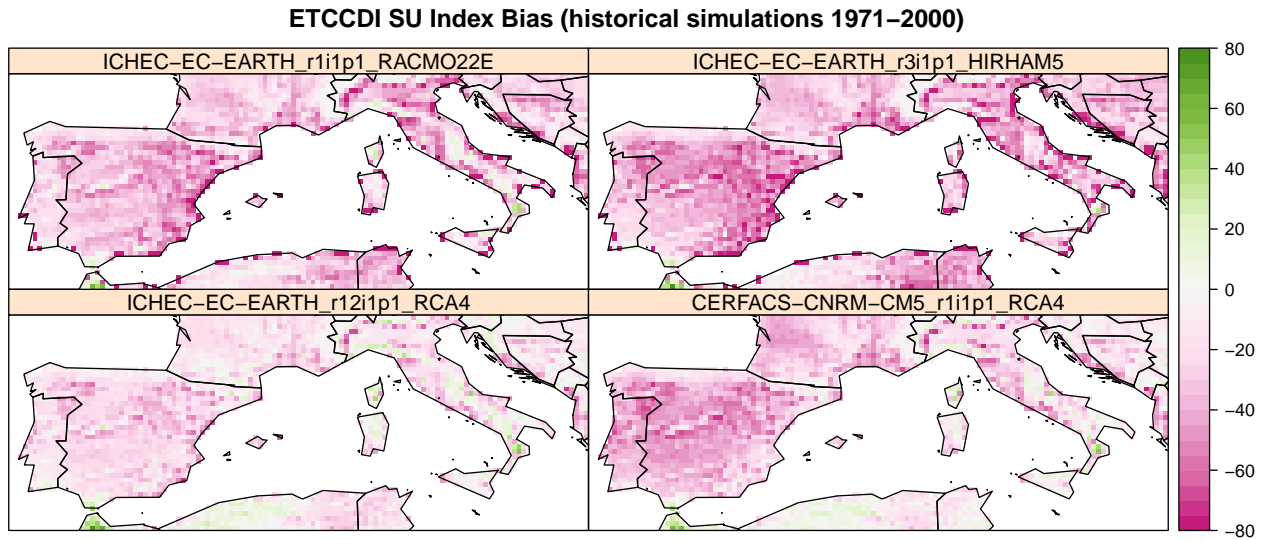 ETCCDI SU Index Bias (historical simulations 1971−2000)
ICHEC−EC−EARTH_r1i1p1_RACMO22E
ICHEC−EC−EARTH_r3i1p1_HIRHAM5
ICHEC−EC−EARTH_r12i1p1_RCA4
CERFACS−CNRM−CM5_r1i1p1_RCA4
80
60
40
20
0
−20
−40
−60
−80